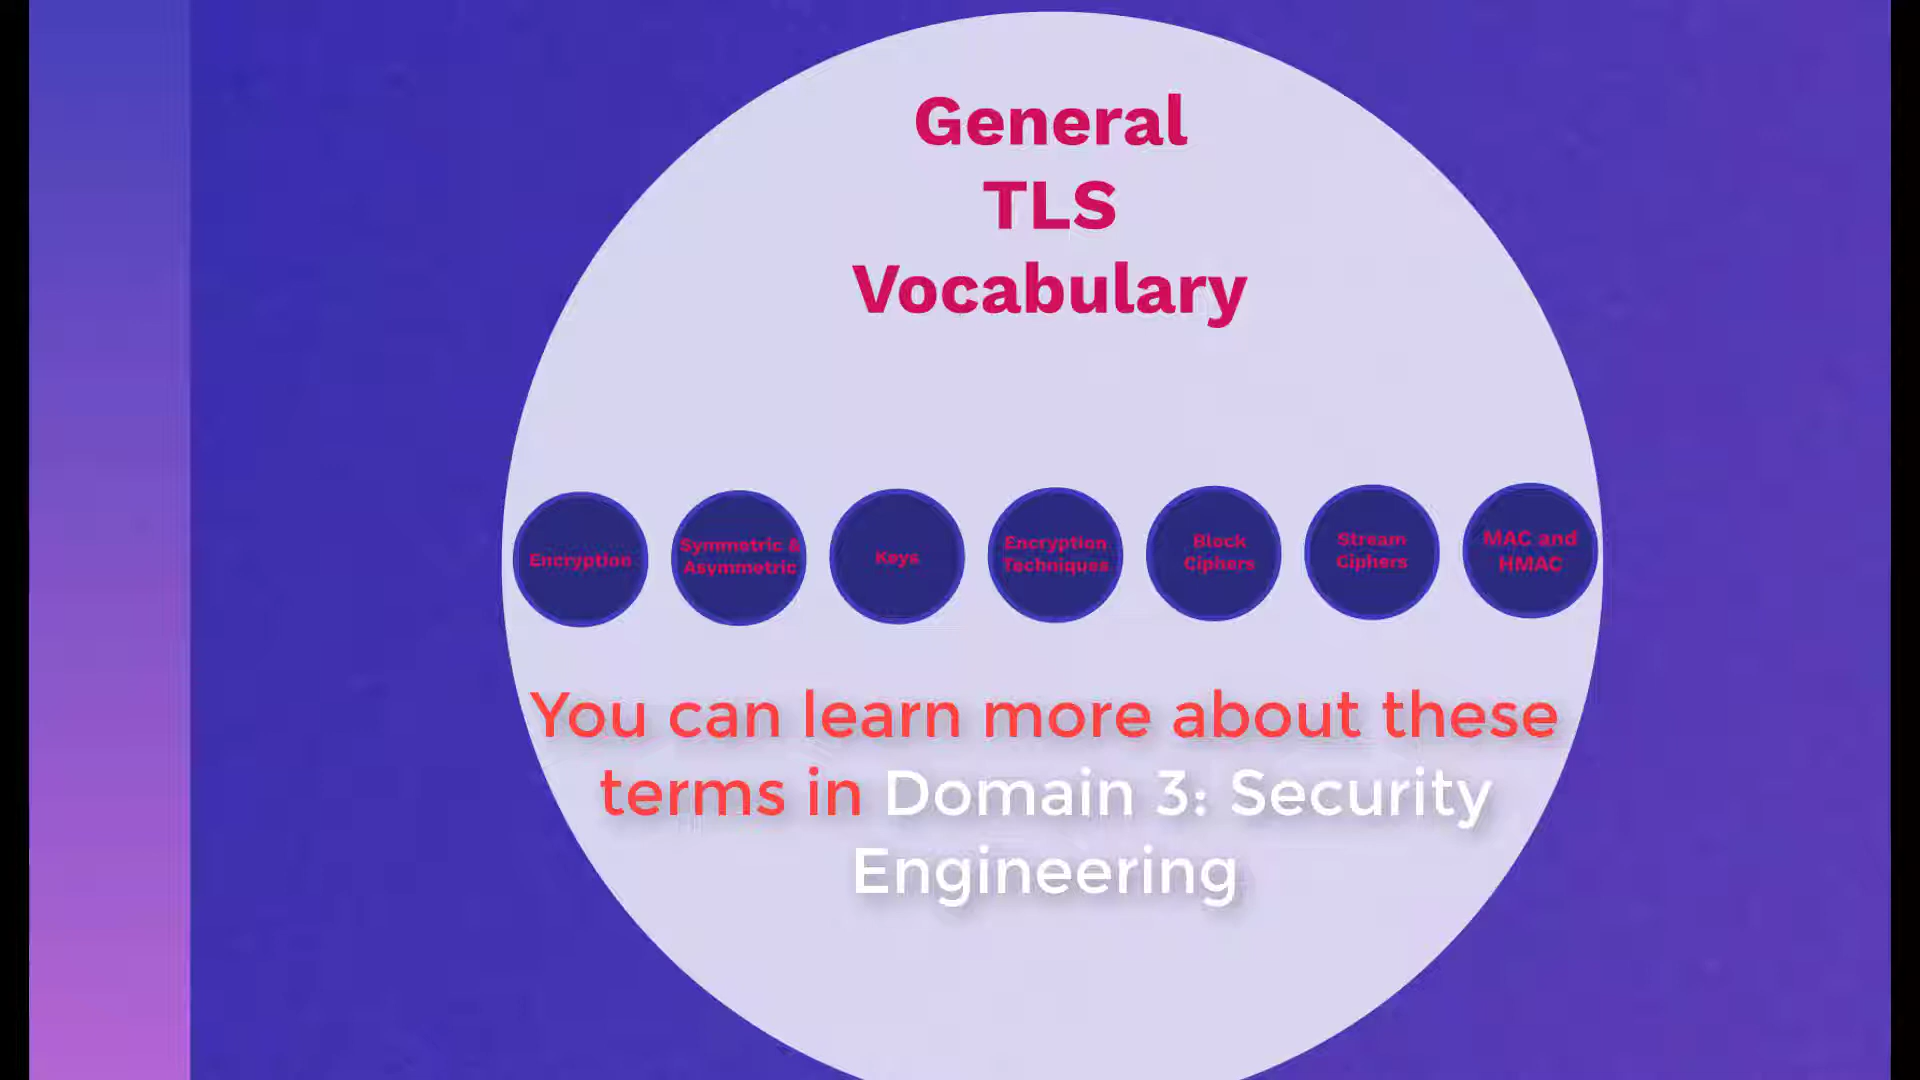 General
TLS
Vocabulary
Encryption
Symmetric &
Asymmetric
Keys
Encryption
Techniques
Block
Ciphers
Stream
Ciphers
MAC and
HMAC
You can learn more about these
terms in Domain 3: Security
Engineering